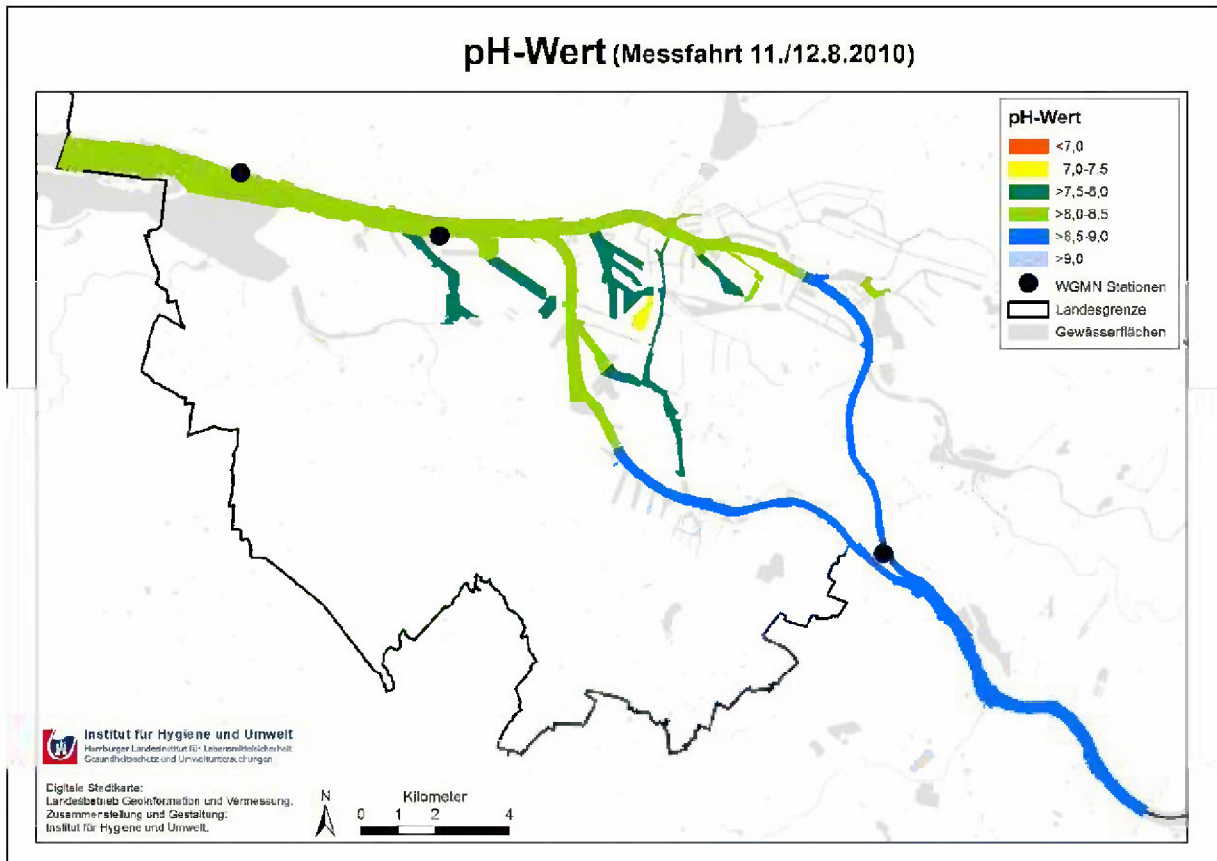 pH-Wert (Messfahrt 11./12.8.2010)
pH-Wert
<7,0
7,0-7,5
>7,5-8,0
>8,0-8,5
>8,5-9,0
>9,0
WGMN Stationen
Landesgrenze
Gewässerflächen
Institut für Hygiene und Umwelt
Hamburger Landesinstitut für Lebensmittelsicherheit
Gesundheitsschutz und Umweltuntersuchungen
Digitale Stadtkarte:
Landesbetrieb Geoinformation und Vermessung.
Zusammenstellung und Gestaltung:
Institut für Hygiene und Umwelt.
N
Kilometer
0 1 2 4